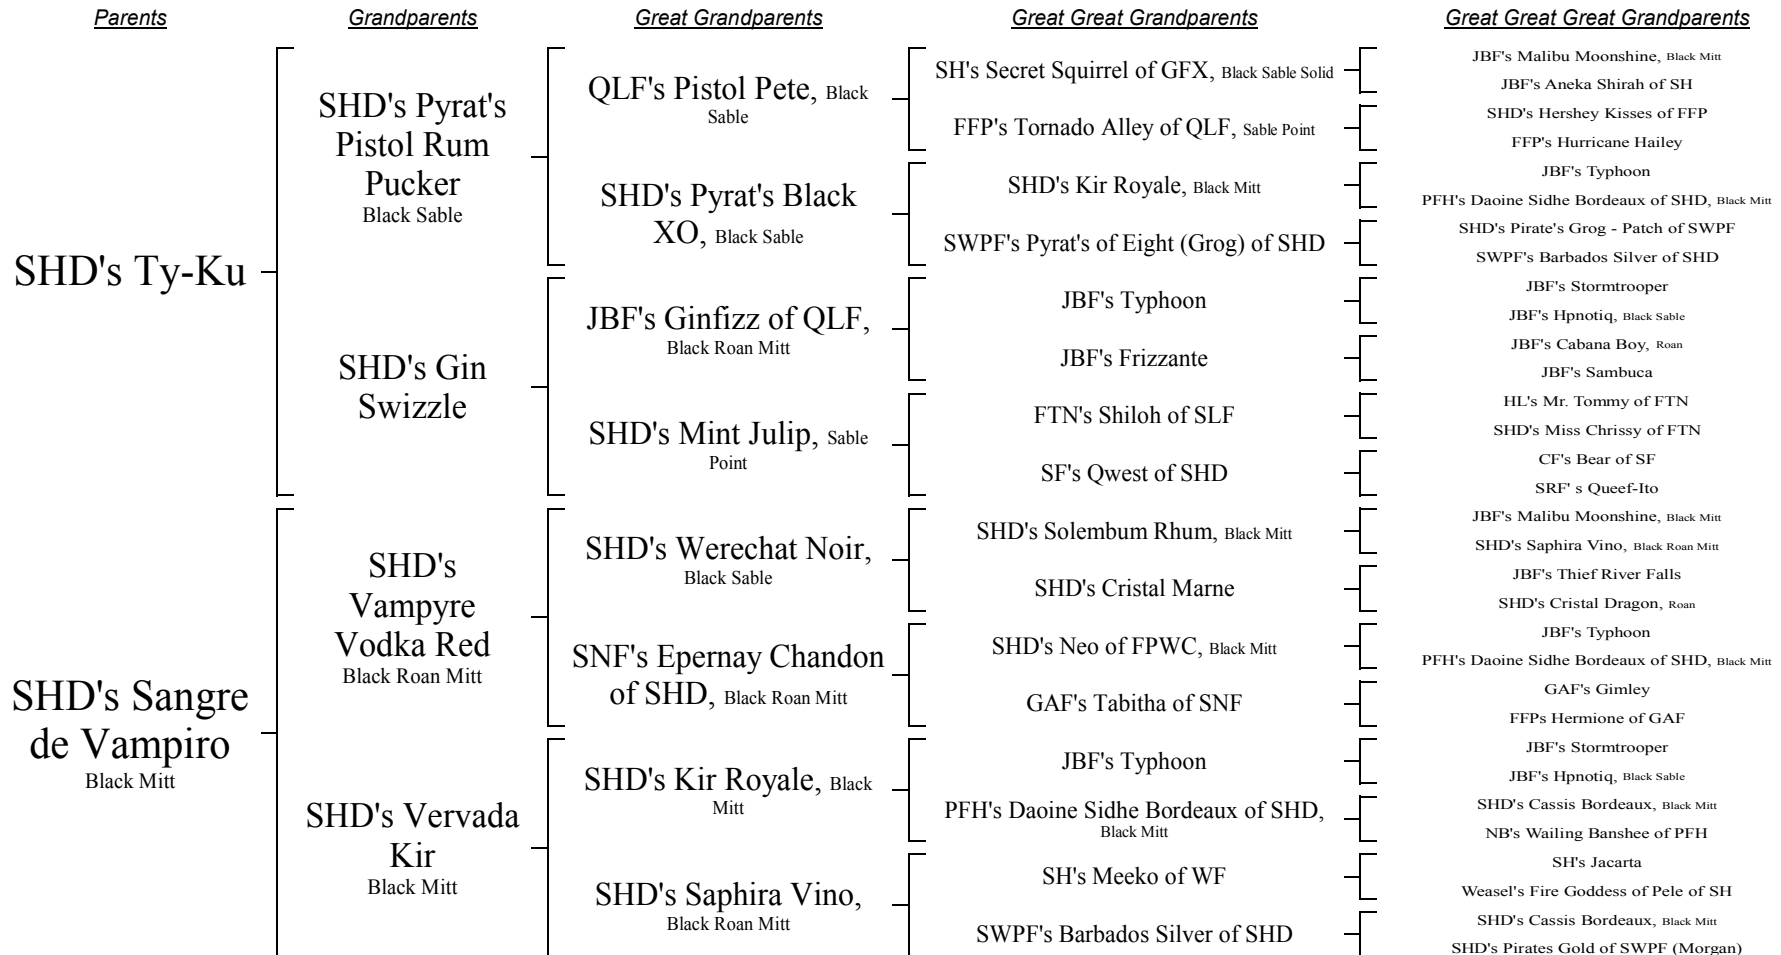 Parents
Grandparents
Great Grandparents
Great Great Grandparents
Great Great Great Grandparents
SHD's Ty-Ku
SHD's Sangre
de Vampiro
Black Mitt
SHD's Pyrat's
Pistol Rum
Pucker
Black Sable
SHD's Gin
Swizzle
SHD's
Vampyre
Vodka Red
Black Roan Mitt
SHD's Vervada
Kir
Black Mitt
QLF's Pistol Pete, Black
Sable
SHD's Pyrat's Black
XO, Black Sable
JBF's Ginfizz of QLF,
Black Roan Mitt
SHD's Mint Julip, Sable
Point
SHD's Werechat Noir,
Black Sable
SNF's Epernay Chandon
of SHD, Black Roan Mitt
SHD's Kir Royale, Black
Mitt
SHD's Saphira Vino,
Black Roan Mitt
SH's Secret Squirrel of GFX, Black Sable Solid
FFP's Tornado Alley of QLF, Sable Point
SHD's Kir Royale, Black Mitt
SWPF's Pyrat's of Eight (Grog) of SHD
JBF's Typhoon
JBF's Frizzante
FTN's Shiloh of SLF
SF's Qwest of SHD
SHD's Solembum Rhum, Black Mitt
SHD's Cristal Marne
SHD's Neo of FPWC, Black Mitt
GAF's Tabitha of SNF
JBF's Typhoon
PFH's Daoine Sidhe Bordeaux of SHD,
Black Mitt
SH's Meeko of WF
SWPF's Barbados Silver of SHD
JBF's Malibu Moonshine, Black Mitt
JBF's Aneka Shirah of SH
SHD's Hershey Kisses of FFP
FFP's Hurricane Hailey
JBF's Typhoon
PFH's Daoine Sidhe Bordeaux of SHD, Black Mitt
SHD's Pirate's Grog - Patch of SWPF
SWPF's Barbados Silver of SHD
JBF's Stormtrooper
JBF's Hpnotiq, Black Sable
JBF's Cabana Boy, Roan
JBF's Sambuca
HL's Mr. Tommy of FTN
SHD's Miss Chrissy of FTN
CF's Bear of SF
SRF' s Queef-Ito
JBF's Malibu Moonshine, Black Mitt
SHD's Saphira Vino, Black Roan Mitt
JBF's Thief River Falls
SHD's Cristal Dragon, Roan
JBF's Typhoon
PFH's Daoine Sidhe Bordeaux of SHD, Black Mitt
GAF's Gimley
FFPs Hermione of GAF
JBF's Stormtrooper
JBF's Hpnotiq, Black Sable
SHD's Cassis Bordeaux, Black Mitt
NB's Wailing Banshee of PFH
SH's Jacarta
Weasel's Fire Goddess of Pele of SH
SHD's Cassis Bordeaux, Black Mitt
SHD's Pirates Gold of SWPF (Morgan)